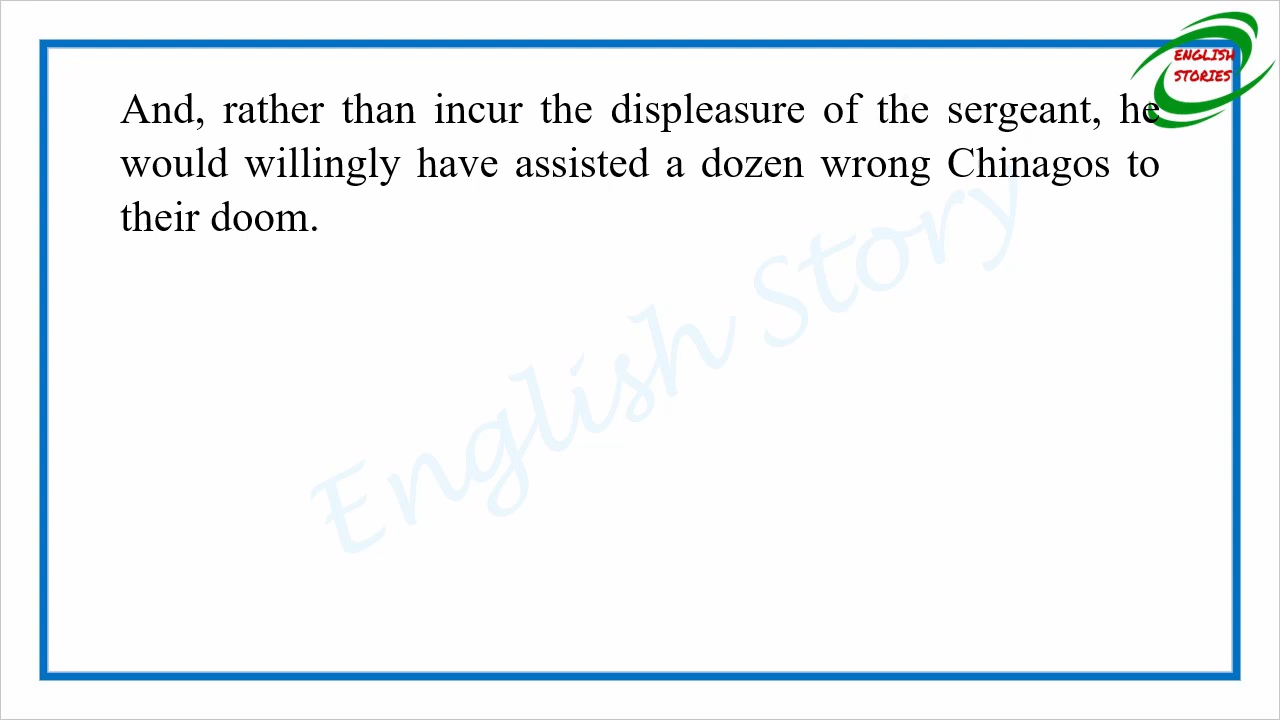 ENGLISH
STORIES
And, rather than incur the displeasure of the sergeant, he
would willingly have assisted a dozen wrong Chinagos to
their doom.
English Story